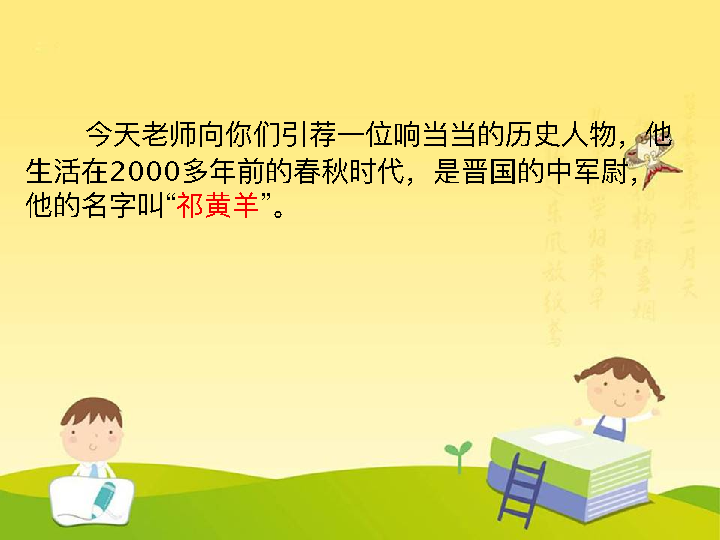 今天老师向你们引荐一位响当当的历史人物，他
生活在2000多年前的春秋时代，是晋国的中军尉，
他的名字叫“祁黄羊”。